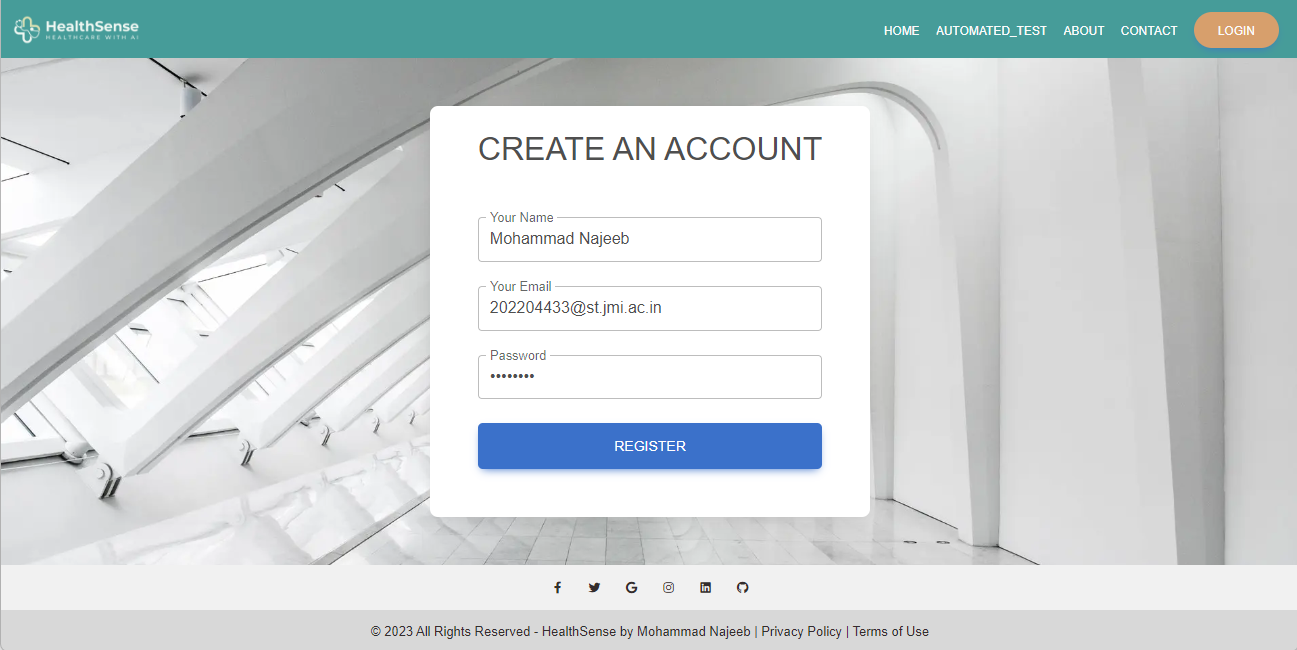 HealthSense
HEALTHCARE WITH AI
HOME AUTOMATED_TEST ABOUT CONTACT LOGIN
CREATE AN ACCOUNT
Your Name
Mohammad Najeeb
Your Email
202204433@st.jmi.ac.in
Password
••••••••
REGISTER
© 2023 All Rights Reserved - HealthSense by Mohammad Najeeb | Privacy Policy | Terms of Use